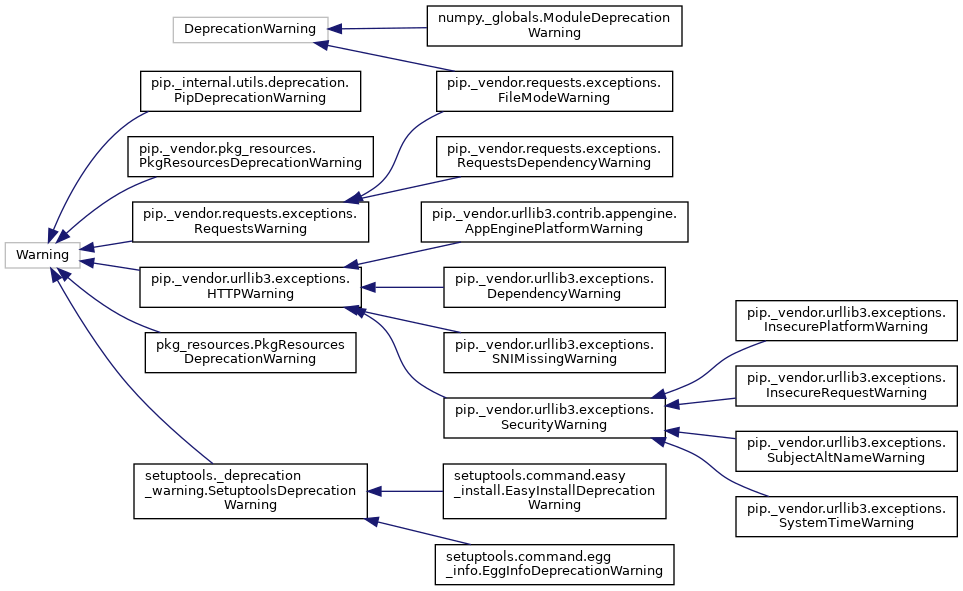 DeprecationWarning
numpy._globals.ModuleDeprecation
Warning
pip._internal.utils.deprecation.
PipDeprecationWarning
pip._vendor.requests.exceptions.
FileModeWarning
pip._vendor.pkg_resources.
PkgResourcesDeprecationWarning
pip._vendor.requests.exceptions.
RequestsDependencyWarning
pip._vendor.requests.exceptions.
RequestsWarning
pip._vendor.urllib3.contrib.appengine.
AppEnginePlatformWarning
Warning
pip._vendor.urllib3.exceptions.
HTTPWarning
pip._vendor.urllib3.exceptions.
DependencyWarning
pkg_resources.PkgResources
DeprecationWarning
pip._vendor.urllib3.exceptions.
SNIMissingWarning
pip._vendor.urllib3.exceptions.
InsecurePlatformWarning
pip._vendor.urllib3.exceptions.
SecurityWarning
pip._vendor.urllib3.exceptions.
InsecureRequestWarning
pip._vendor.urllib3.exceptions.
SubjectAltNameWarning
setuptools._deprecation
_warning.SetuptoolsDeprecation
Warning
setuptools.command.easy
_install.EasyInstallDeprecation
Warning
pip._vendor.urllib3.exceptions.
SystemTimeWarning
setuptools.command.egg
_info.EggInfoDeprecationWarning